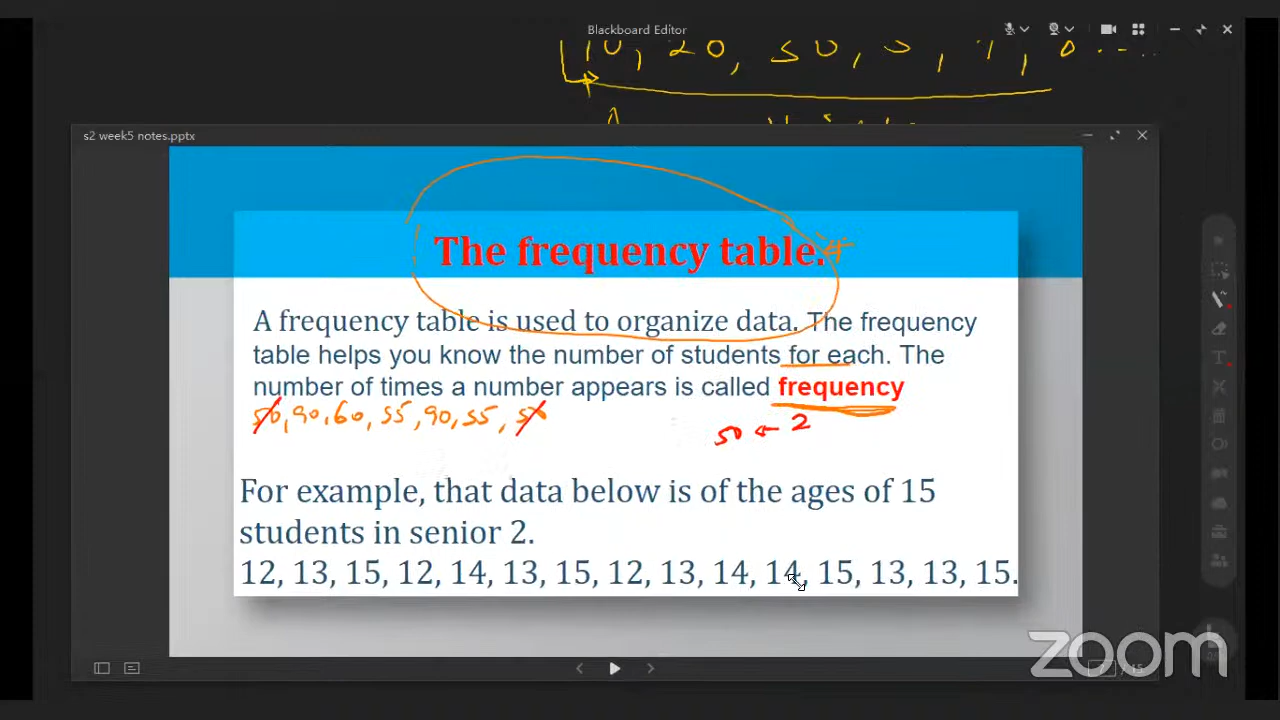 Blackboard Editor
s2 week5 notes.pptx
The frequency table.
A frequency table is used to organize data. The frequency
table helps you know the number of students for each. The
number of times a number appears is called frequency
50, 90, 60, 55, 90, 55, 50
50 ← 2
For example, that data below is of the ages of 15
students in senior 2.
12, 13, 15, 12, 14, 13, 15, 12, 13, 14, 14, 15, 13, 13, 15.
zoom